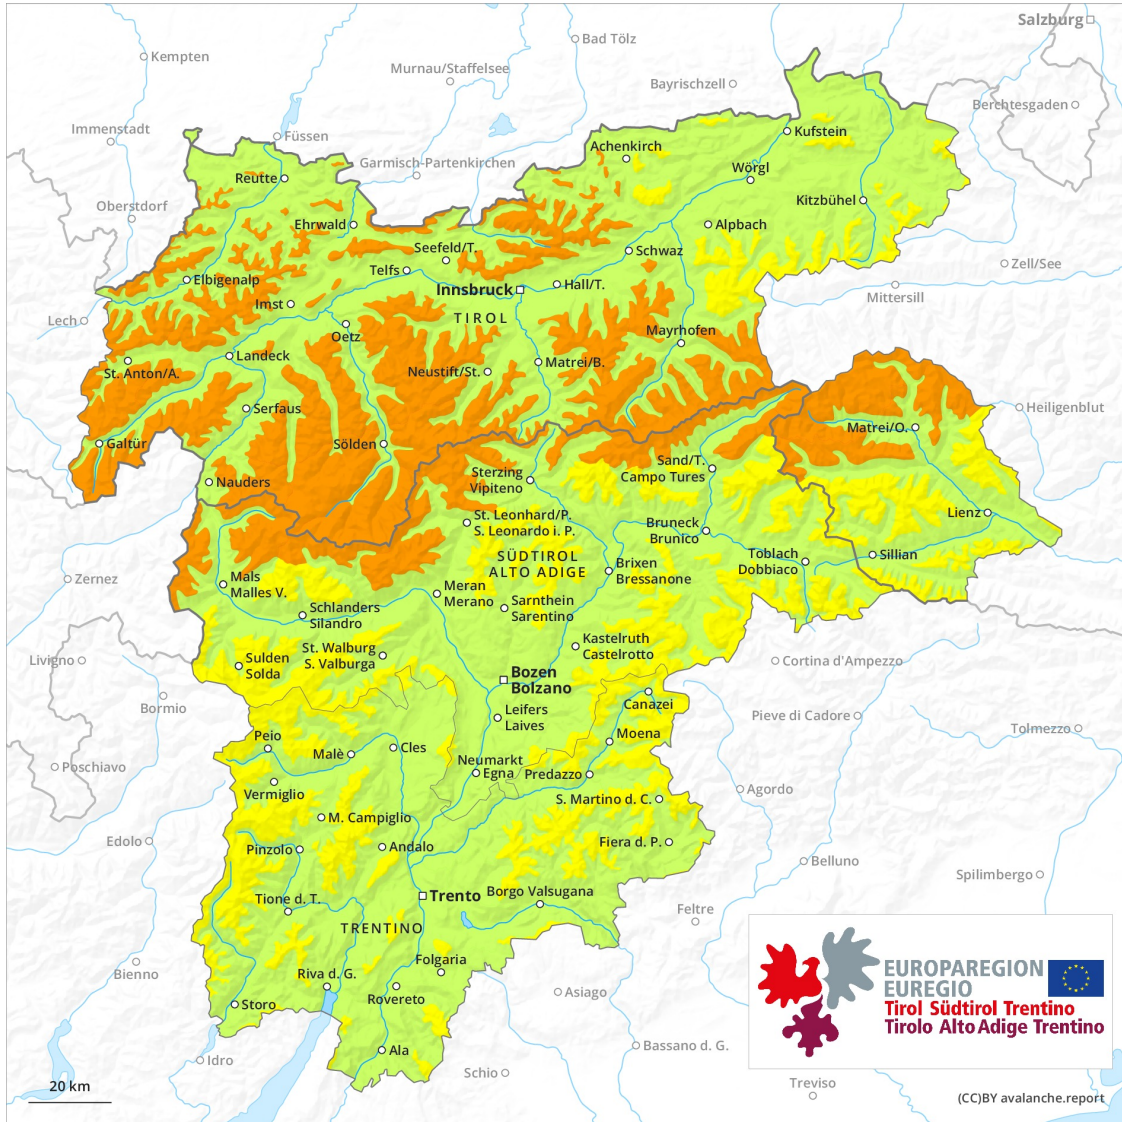 Salzburg
Bad Tölz
Kempten
Murnau/Staffelsee
Bayrischzell
Berchtesgaden
Immenstadt
Füssen
Kufstein
Achenkirch
Garmisch-Partenkirchen
Wörgl
Reutte
Kitzbühel
Oberstdorf
Ehrwald
Alpbach
Seefeld/T.
Schwaz
Zell/See
Telfs
Elbigenalp
Innsbruck
Hall/T.
Mittersill
Imst
TIROL
Lech
Oetz
Mayrhofen
Landeck
Matrei/B.
St. Anton/A.
Neustift/St.
Serfaus
Heiligenblut
Matrei/O.
Galtür
Sölden
Sand/T.
Campo Tures
Sterzing
Vipiteno
Nauders
St. Leonhard/P.
S. Leonardo i. P.
Lienz
Bruneck
Brunico
SÜDTIROL
ALTO ADIGE
Toblach
Dobbiaco
Sillian
Brixen
Bressanone
Zernez
Mals
Malles V.
Meran
Merano
Sarnthein
Sarentino
Schlanders
Silandro
Kastelruth
Castelrotto
St. Walburg
S. Valburga
Livigno
Sulden
Solda
Cortina d'Ampezzo
Bozen
Bolzano
Bormio
Canazei
Leifers
Laives
Pieve di Cadore
Tolmezzo
Peio
Moena
Malè
Cles
Neumarkt
Egna
Predazzo
Poschiavo
Vermiglio
Agordo
S. Martino d. C.
M. Campiglio
Edolo
Pinzolo
Andalo
Fiera d. P.
Belluno
Spilimbergo
Trento
Borgo Valsugana
Tione d. T.
Feltre
TRENTINO
Bienno
Folgaria
Riva d. G.
Rovereto
Asiago
Storo
EUROPAREGION
EUREGIO
Tirol Südtirol Trentino
Tirolo Alto Adige Trentino
Ala
Bassano d. G.
Idro
Schio
Treviso
20 km
(CC)BY avalanche.report